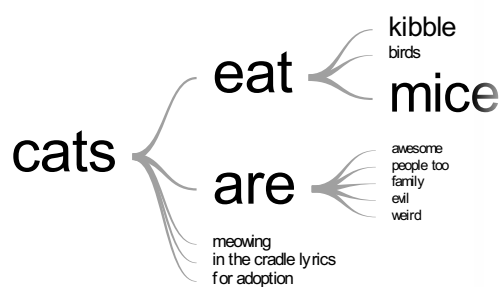 cats
eat
kibble
birds
mice
are
awesome
people too
family
evil
weird
meowing
in the cradle lyrics
for adoption